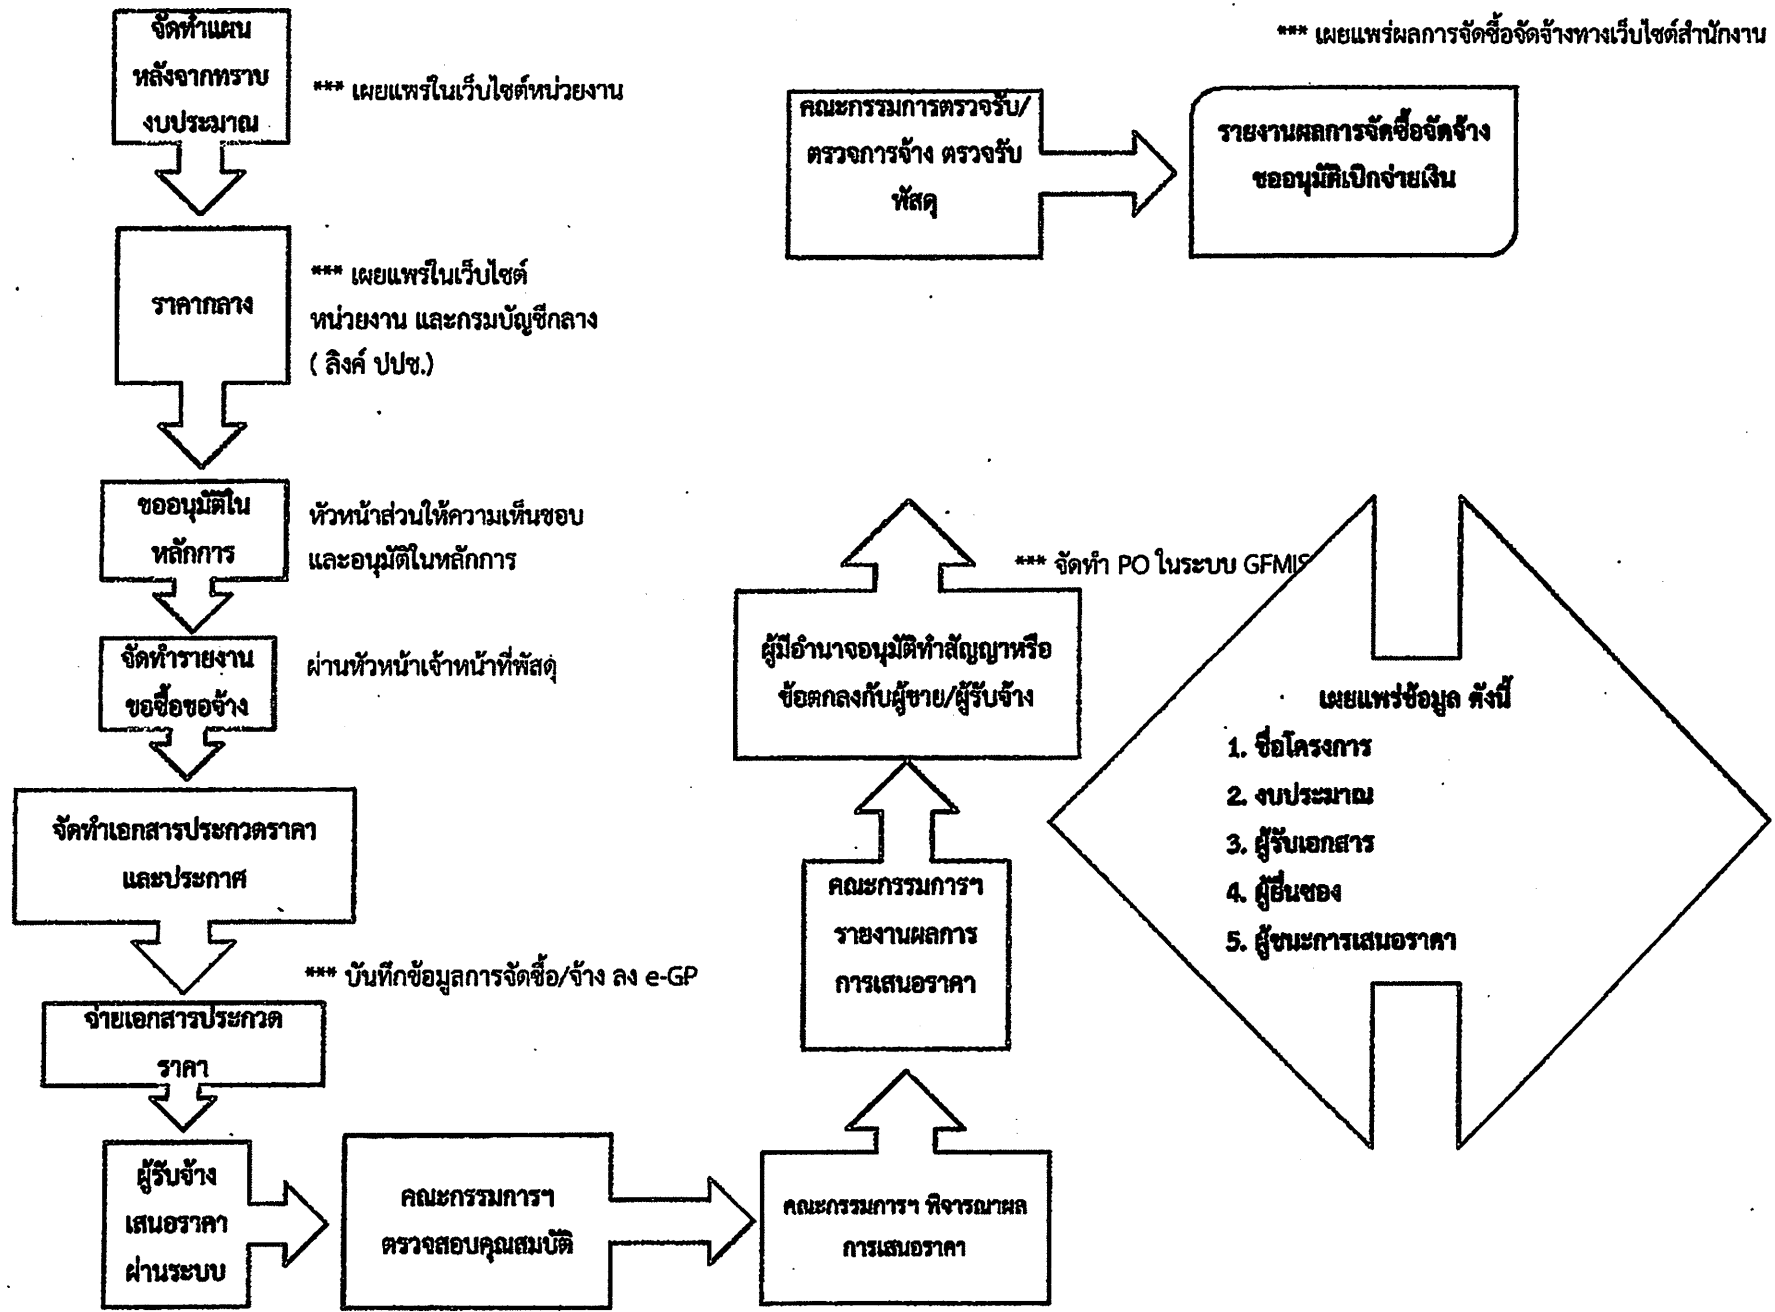 จัดทำแผน
หลังจากทราบ
งบประมาณ
*** เผยแพร่ในเว็บไซต์หน่วยงาน
ราคากลาง
*** เผยแพร่ในเว็บไซต์
หน่วยงาน และกรมบัญชีกลาง
( ลิงค์ ปปช.)
ขออนุมัติใน
หลักการ
หัวหน้าส่วนให้ความเห็นชอบ
และอนุมัติในหลักการ
จัดทำรายงาน
ขอซื้อขอจ้าง
ผ่านหัวหน้าเจ้าหน้าที่พัสดุ
จัดทำเอกสารประกวดราคา
และประกาศ
*** บันทึกข้อมูลการจัดซื้อ/จ้าง ลง e-GP
จ่ายเอกสารประกวด
ราคา
ผู้รับจ้าง
เสนอราคา
ผ่านระบบ
คณะกรรมการฯ
ตรวจสอบคุณสมบัติ
คณะกรรมการฯ พิจารณาผล
การเสนอราคา
คณะกรรมการฯ
รายงานผลการ
การเสนอราคา
ผู้มีอำนาจอนุมัติทำสัญญาหรือ
ข้อตกลงกับผู้ขาย/ผู้รับจ้าง
*** จัดทำ PO ในระบบ GFMIS
คณะกรรมการตรวจรับ/
ตรวจการจ้าง ตรวจรับ
พัสดุ
*** เผยแพร่ผลการจัดซื้อจัดจ้างทางเว็บไซต์สำนักงาน
รายงานผลการจัดซื้อจัดจ้าง
ขออนุมัติเบิกจ่ายเงิน
เผยแพร่ข้อมูล ดังนี้
1. ชื่อโครงการ
2. งบประมาณ
3. ผู้รับเอกสาร
4. ผู้ยื่นซอง
5. ผู้ชนะการเสนอราคา